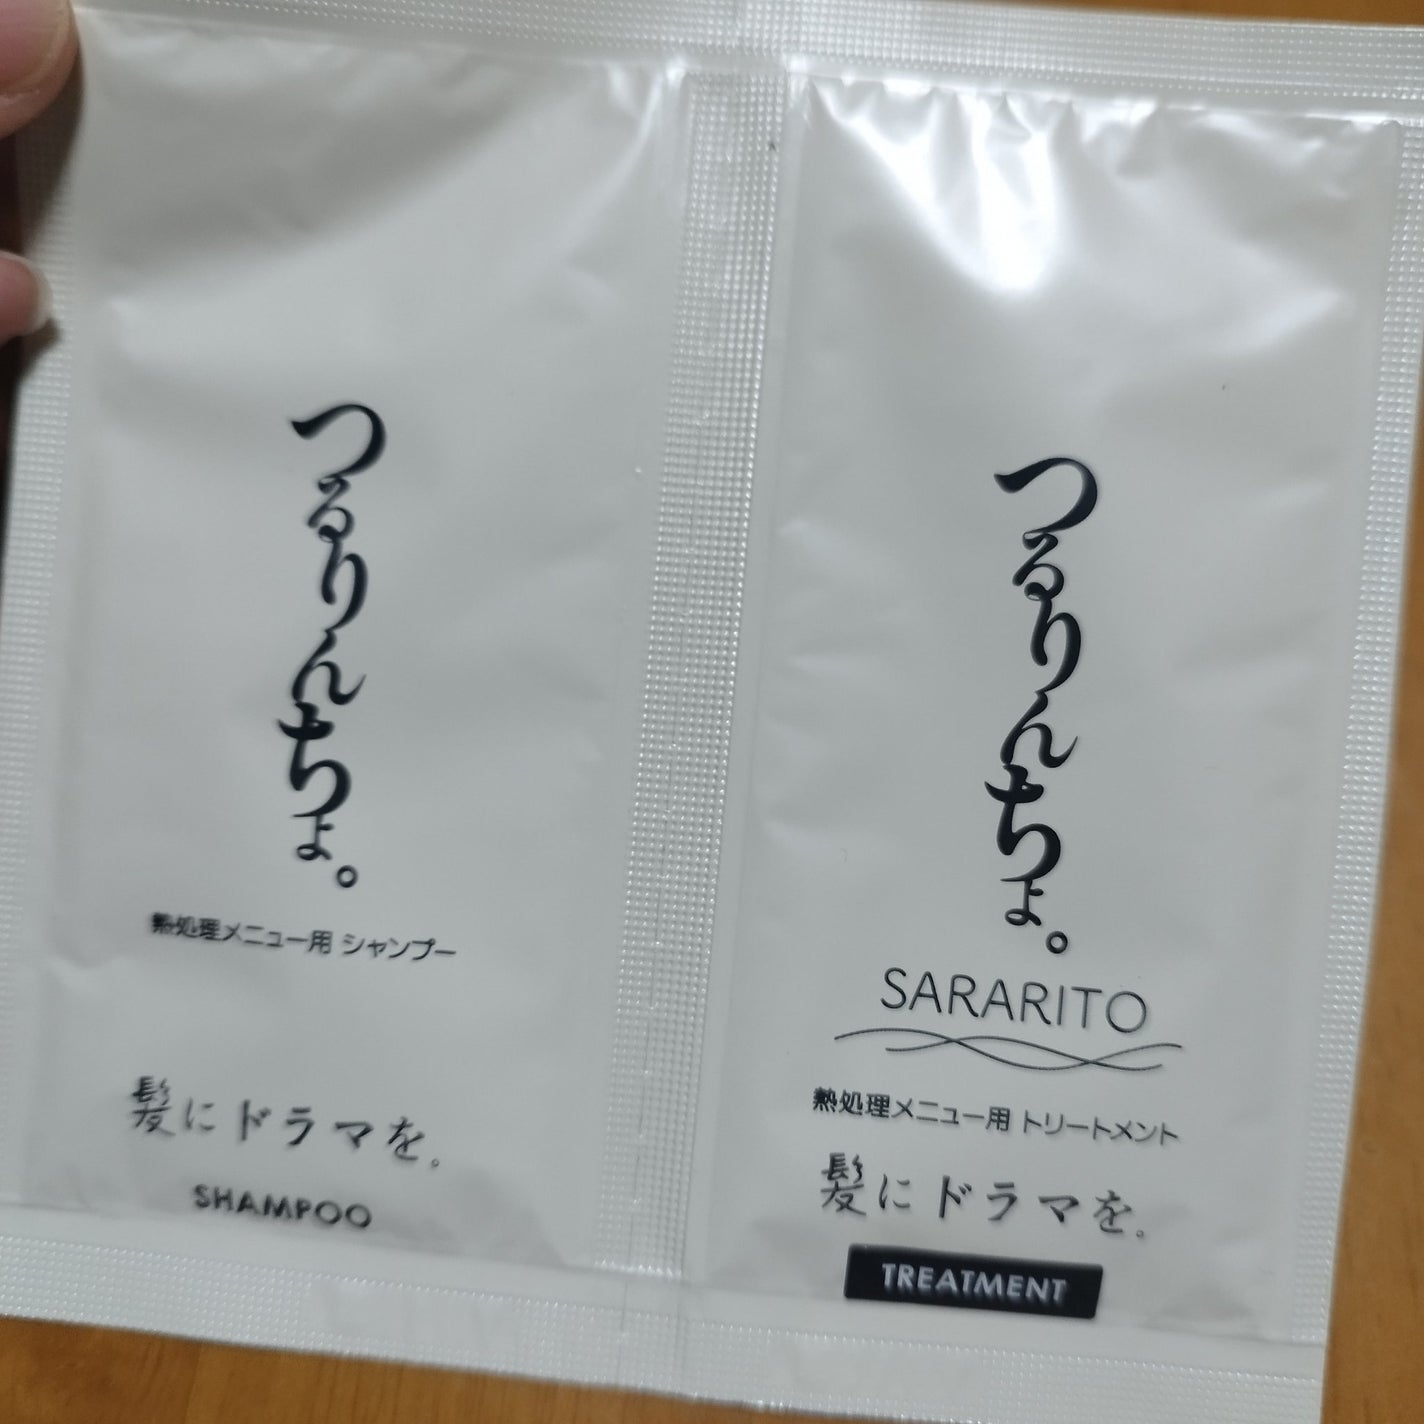 つるりんちょ。
熱処理メニュー用 シャンプー
髪にドラマを。
SHAMPOO
つるりんちょ。
SARARITO
熱処理メニュー用 トリートメント
髪にドラマを。
TREATMENT